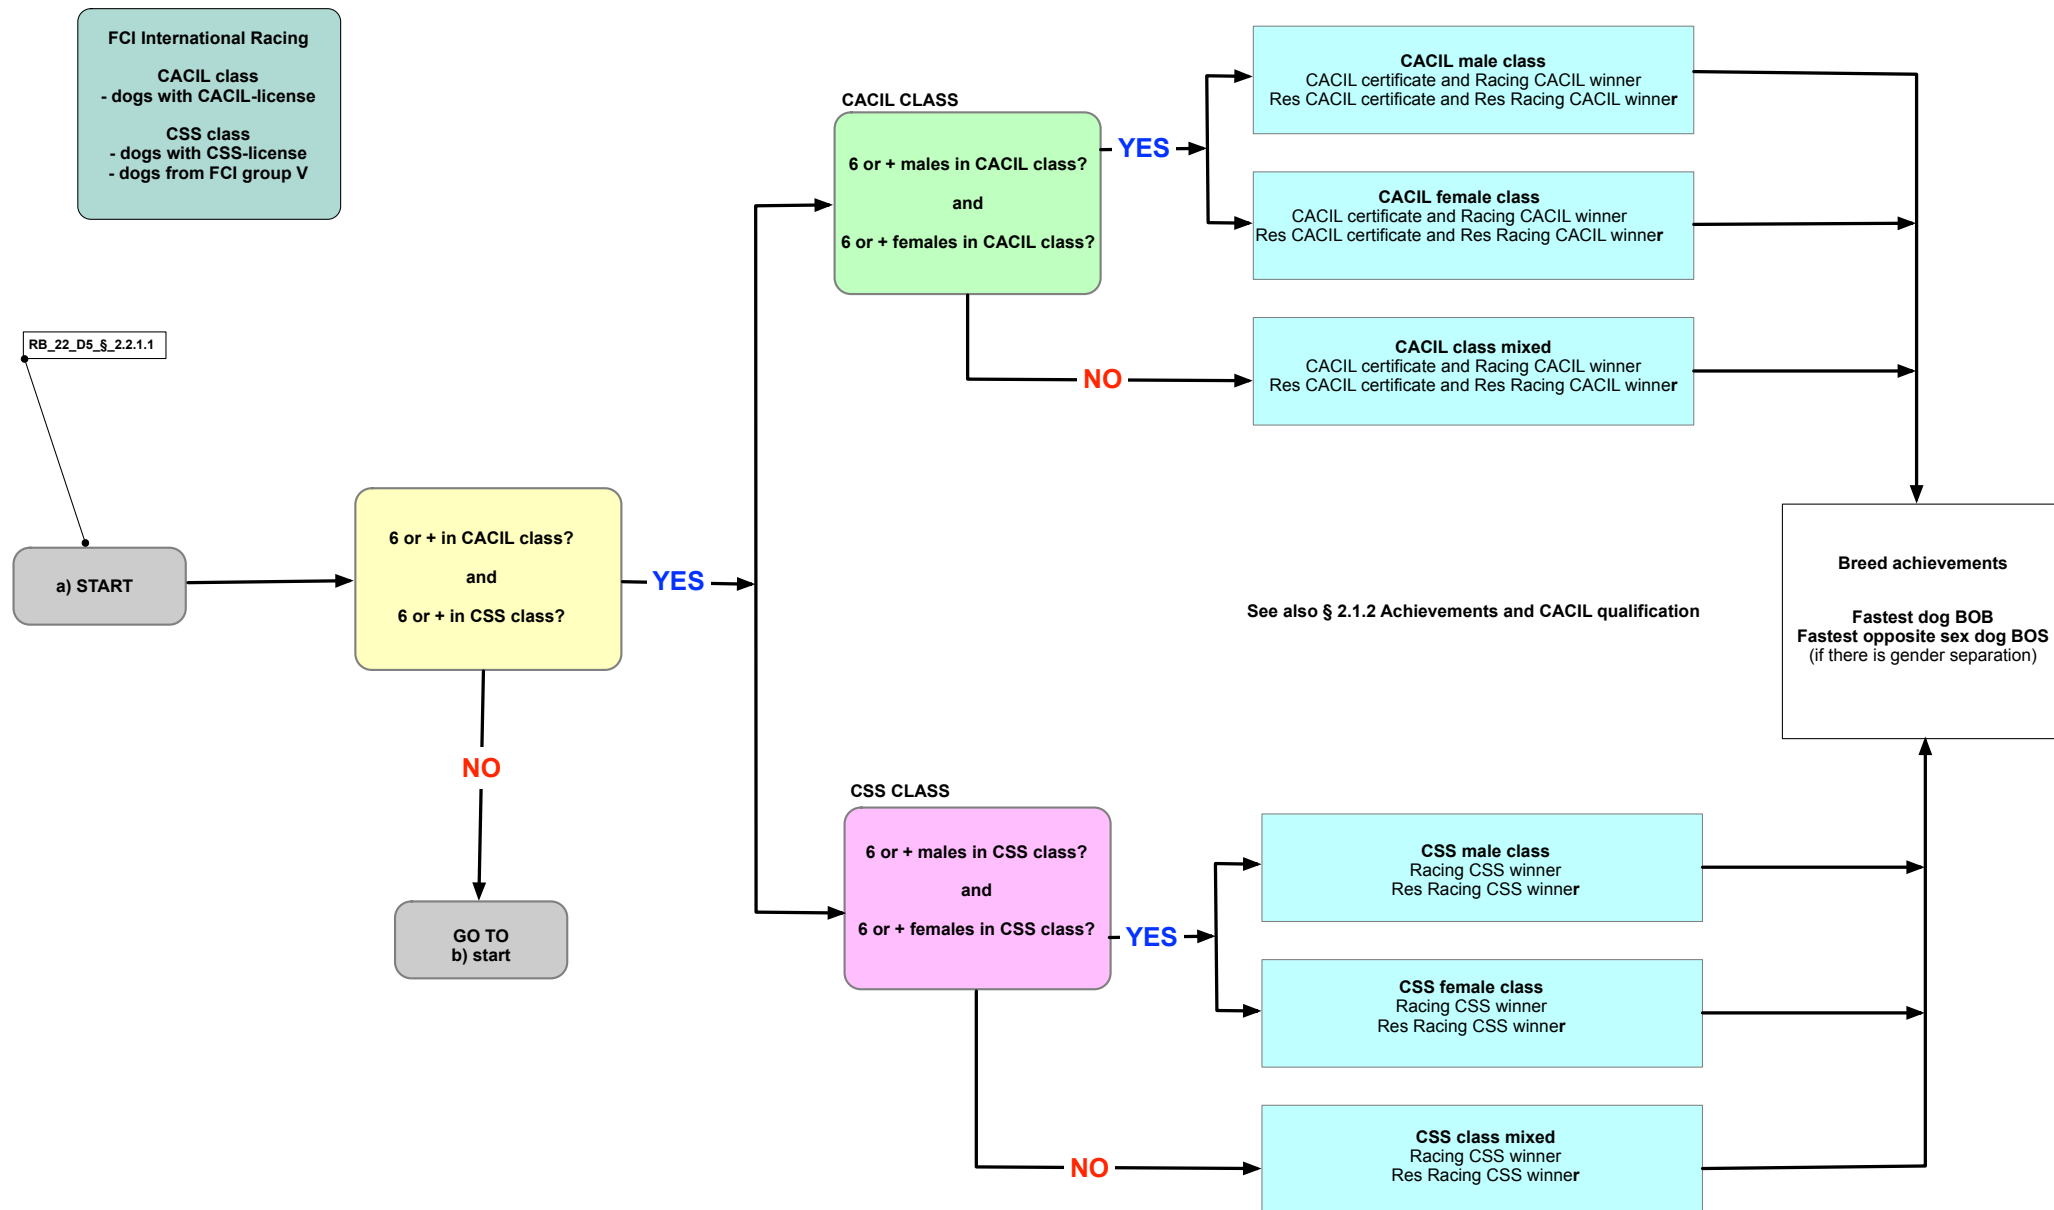 FCI International Racing
CACIL class
- dogs with CACIL-license
CSS class
- dogs with CSS-license
- dogs from FCI group V
RB_22_D5_§_2.2.1.1
a) START
6 or + in CACIL class?
and
6 or + in CSS class?
YES
NO
GO TO
b) start
CACIL CLASS
6 or + males in CACIL class?
and
6 or + females in CACIL class?
YES
NO
CACIL male class
CACIL certificate and Racing CACIL winner
Res CACIL certificate and Res Racing CACIL winner
CACIL female class
CACIL certificate and Racing CACIL winner
Res CACIL certificate and Res Racing CACIL winner
CACIL class mixed
CACIL certificate and Racing CACIL winner
Res CACIL certificate and Res Racing CACIL winner
See also § 2.1.2 Achievements and CACIL qualification
Breed achievements
Fastest dog BOB
Fastest opposite sex dog BOS
(if there is gender separation)
CSS CLASS
6 or + males in CSS class?
and
6 or + females in CSS class?
YES
NO
CSS male class
Racing CSS winner
Res Racing CSS winner
CSS female class
Racing CSS winner
Res Racing CSS winner
CSS class mixed
Racing CSS winner
Res Racing CSS winner